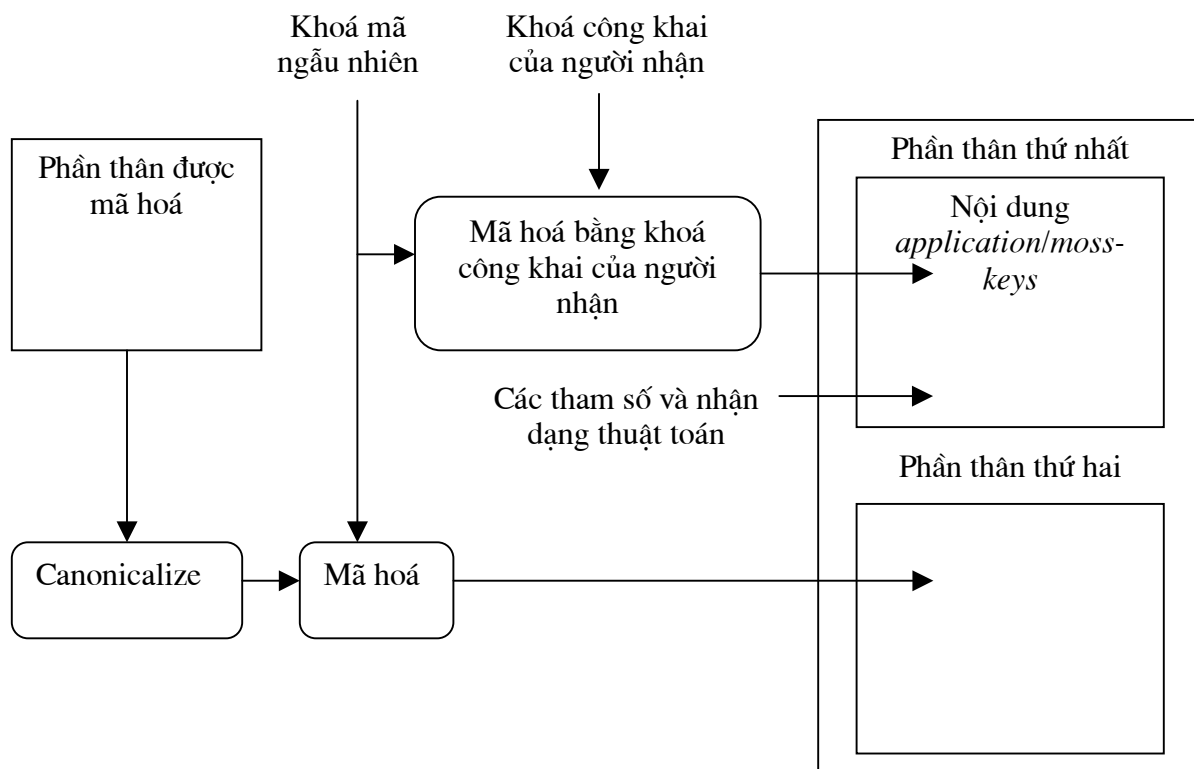 Khoá mã
ngẫu nhiên
Khoá công khai
của người nhận
Phần thân được
mã hoá
Mã hoá bằng khoá
công khai của người
nhận
Phần thân thứ nhất
Nội dung
application/moss-
keys
Các tham số và nhận
dạng thuật toán
Phần thân thứ hai
Canonicalize
Mã hoá